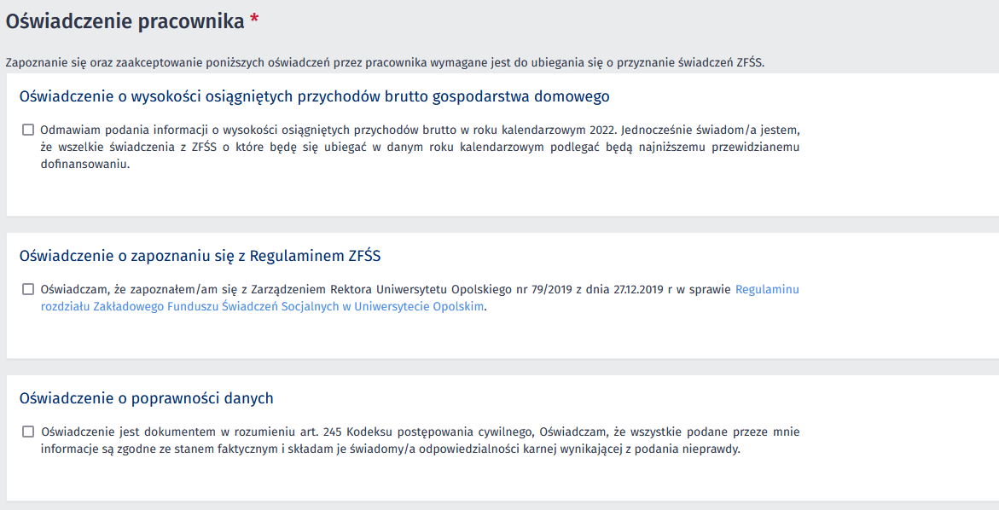 Oświadczenie pracownika *
Zapoznanie się oraz zaakceptowanie poniższych oświadczeń przez pracownika wymagane jest do ubiegania się o przyznanie świadczeń ZFŚS.
Oświadczenie o wysokości osiągniętych przychodów brutto gospodarstwa domowego
Odmawiam podania informacji o wysokości osiągniętych przychodów brutto w roku kalendarzowym 2022. Jednocześnie świadom/a jestem,
że wszelkie świadczenia z ZFŚS o które będę się ubiegać w danym roku kalendarzowym podlegać będą najniższemu przewidzianemu
dofinansowaniu.
Oświadczenie o zapoznaniu się z Regulaminem ZFŚS
Oświadczam, że zapoznałem/am się z Zarządzeniem Rektora Uniwersytetu Opolskiego nr 79/2019 z dnia 27.12.2019 r w sprawie Regulaminu
rozdziału Zakładowego Funduszu Świadczeń Socjalnych w Uniwersytecie Opolskim.
Oświadczenie o poprawności danych
Oświadczenie jest dokumentem w rozumieniu art. 245 Kodeksu postępowania cywilnego, Oświadczam, że wszystkie podane przeze mnie
informacje są zgodne ze stanem faktycznym i składam je świadomy/a odpowiedzialności karnej wynikającej z podania nieprawdy.